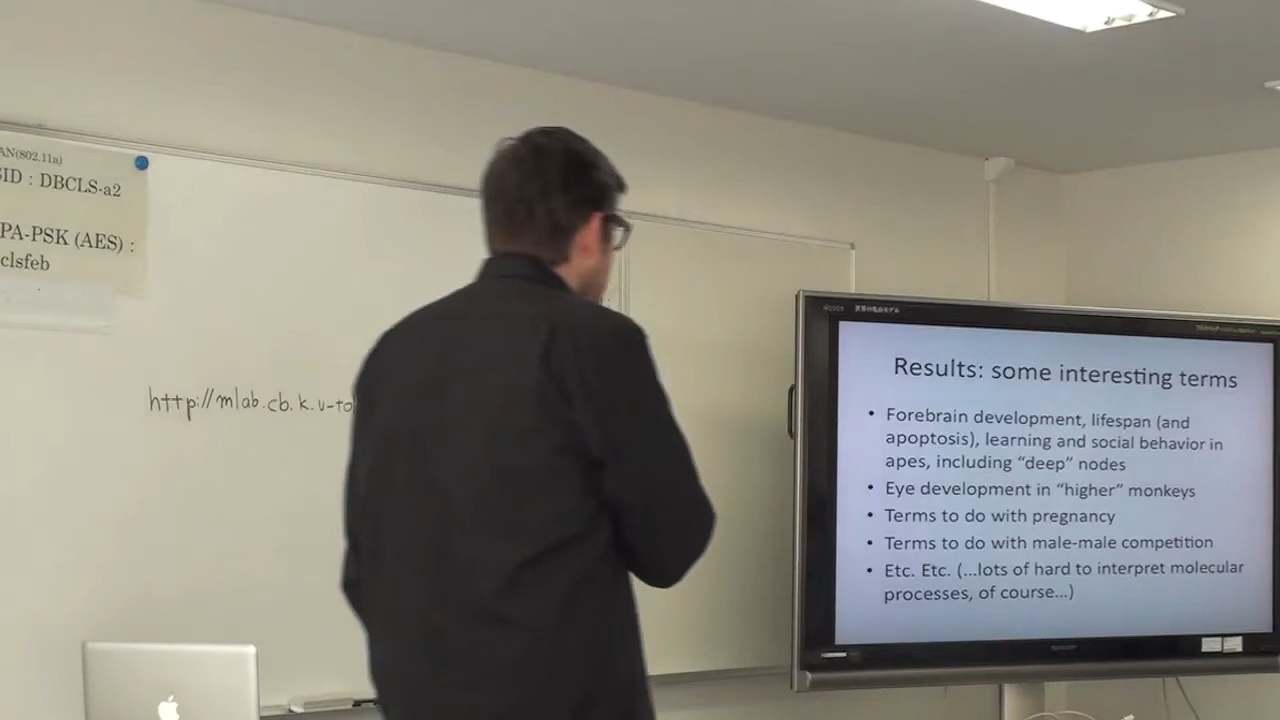 AN(802.11a)
SID : DBCLS-a2
PA-PSK (AES) :
clsfeb
http://mlab.cb.k.u-to
Results: some interesting terms
• Forebrain development, lifespan (and
apoptosis), learning and social behavior in
apes, including “deep” nodes
• Eye development in “higher” monkeys
• Terms to do with pregnancy
• Terms to do with male-male competition
• Etc. Etc. (...lots of hard to interpret molecular
processes, of course...)